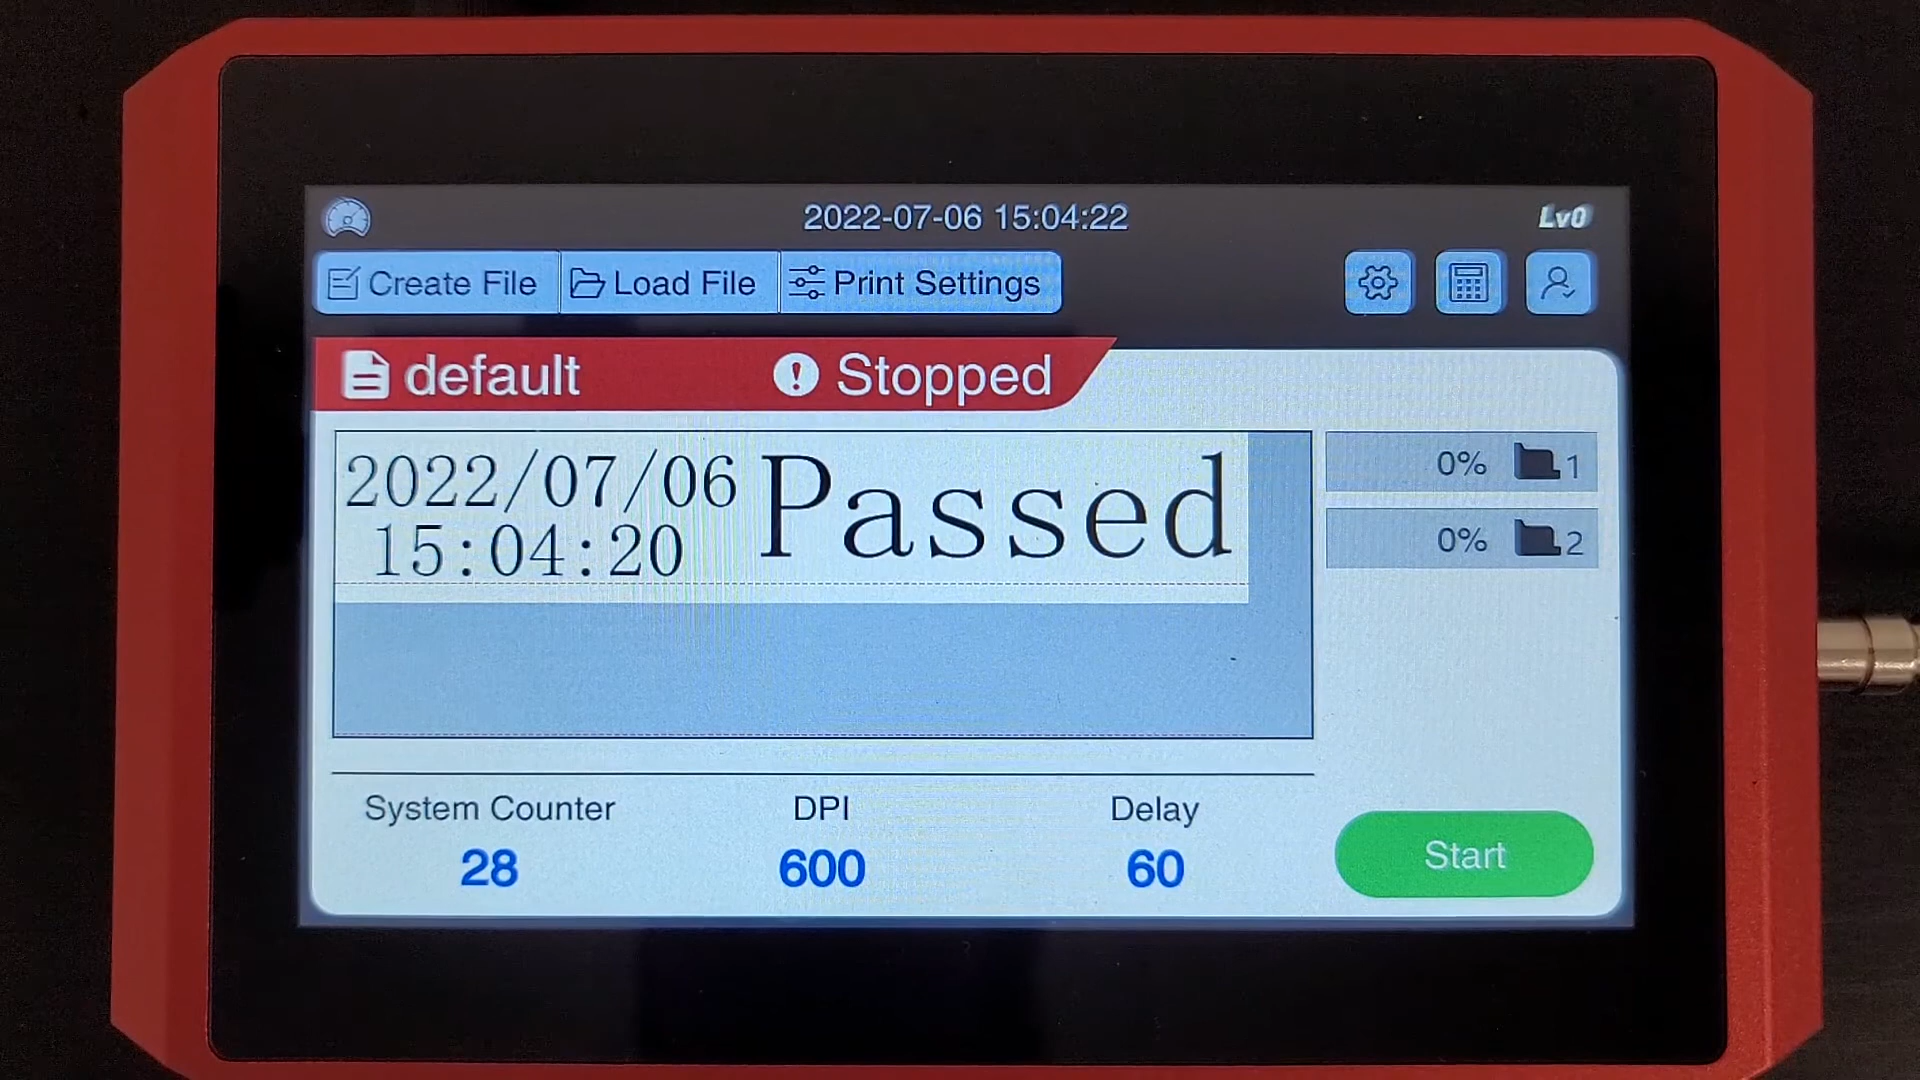 2022-07-06 15:04:22
Lv0
Create File
Load File
Print Settings
default
Stopped
2022/07/06
15:04:20
Passed
0% 1
0% 2
System Counter
28
DPI
600
Delay
60
Start